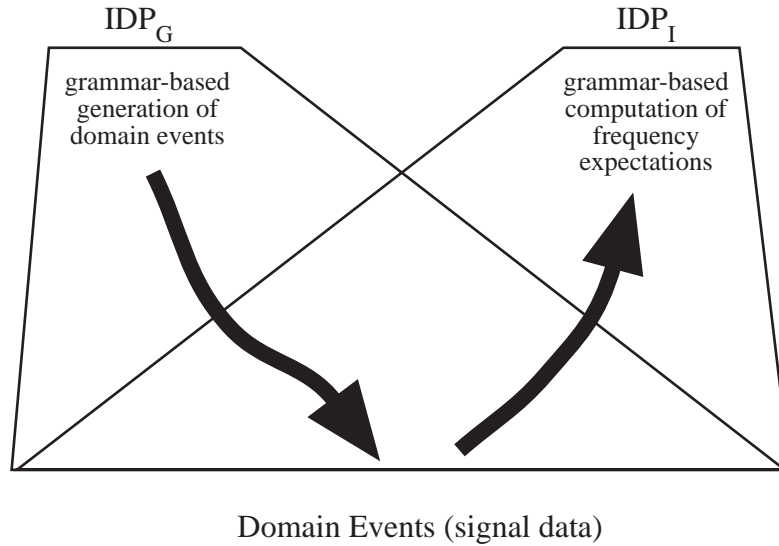 IDP_G
grammar-based
generation of
domain events
IDP_I
grammar-based
computation of
frequency
expectations
Domain Events (signal data)